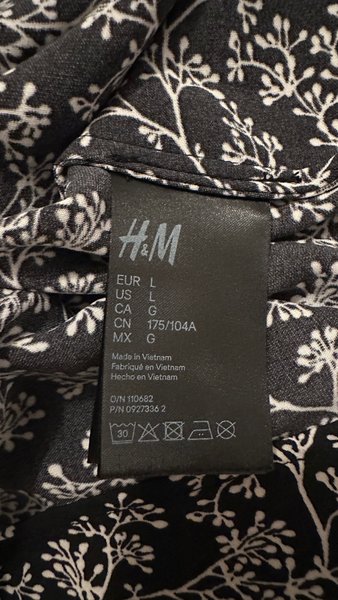 H&M
EUR L
US L
CA G
CN 175/104A
MX G
Made in Vietnam
Fabriqué en Vietnam
Hecho en Vietnam
O/N 110682
P/N 0927336 2
30